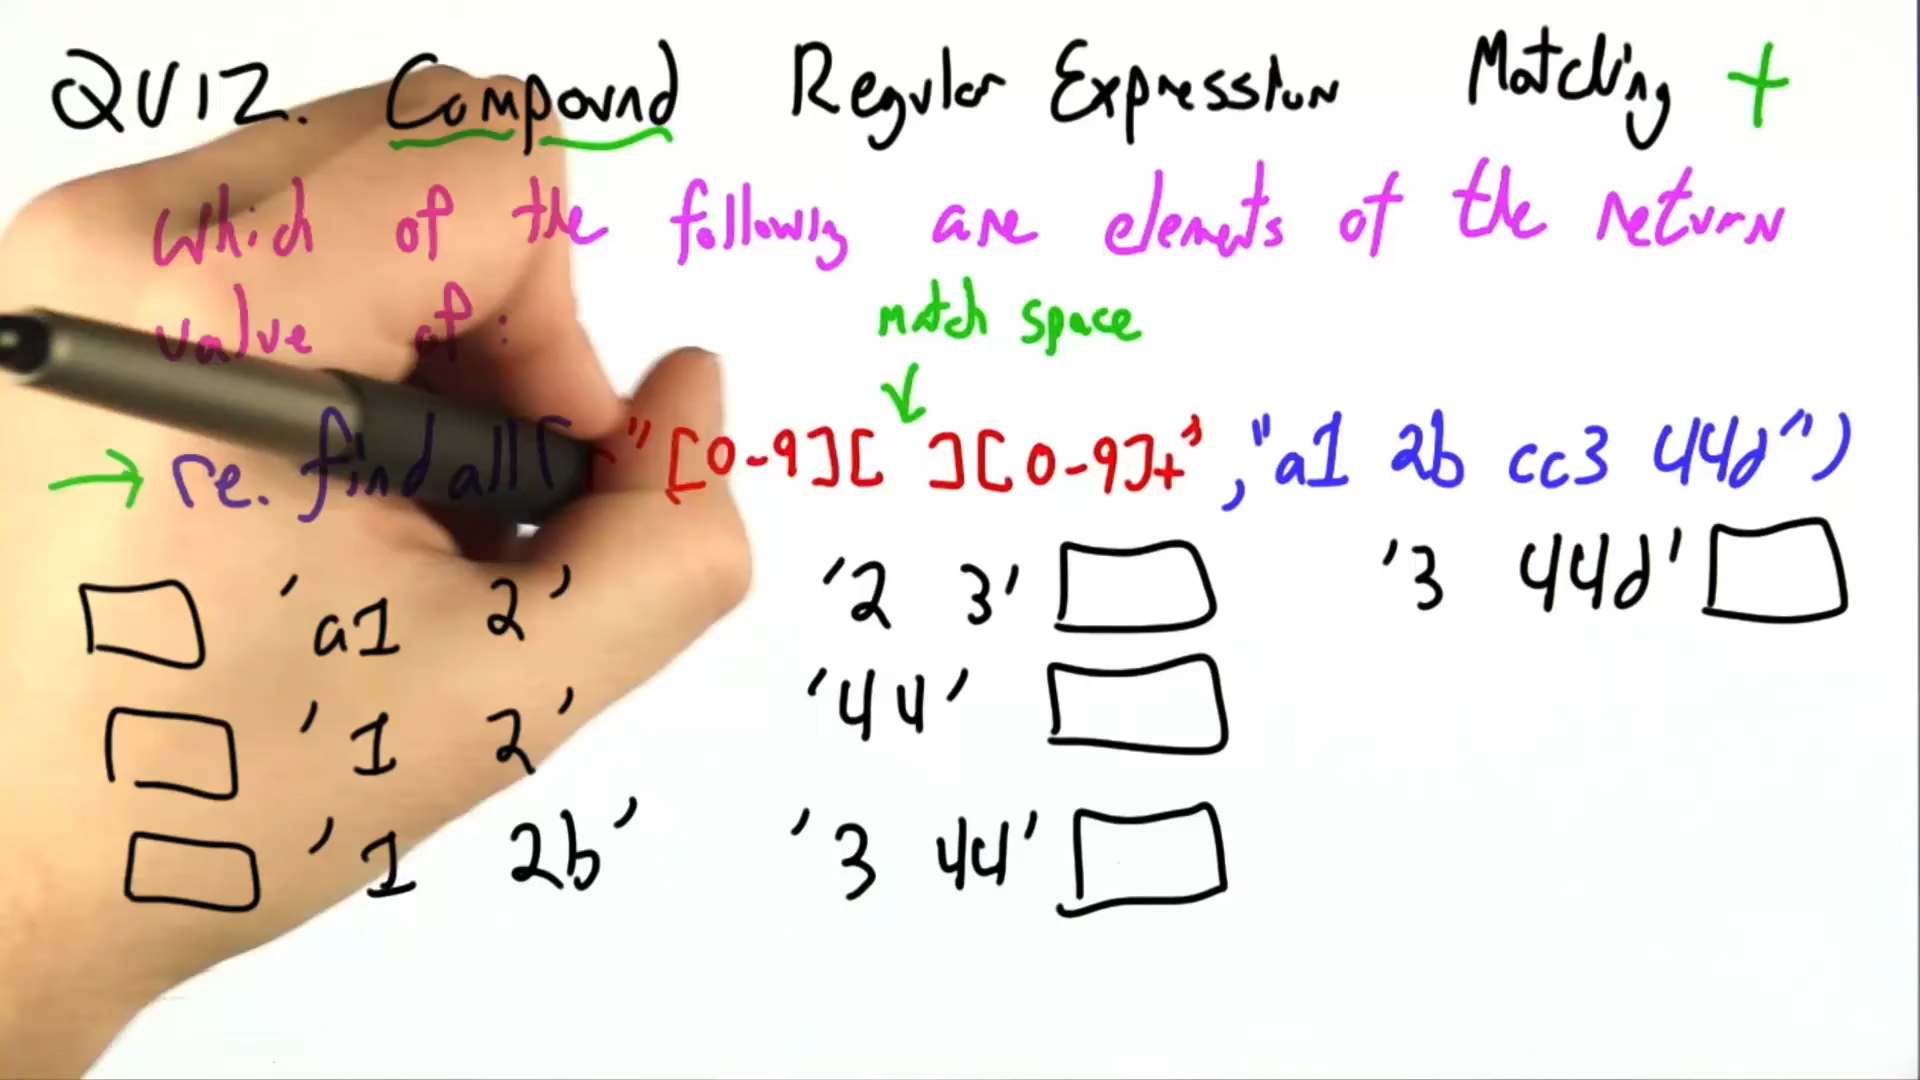 QUIZ. Compound Regular Expression Matching +
Which of the following are elements of the return
value of:
match space
→ re. findall( r "[0-9][ ][0-9]+", "a1 2b cc3 44d")
'a1 2' '2 3' '3 44d'
'1 2' '44'
'1 2b' '3 44'